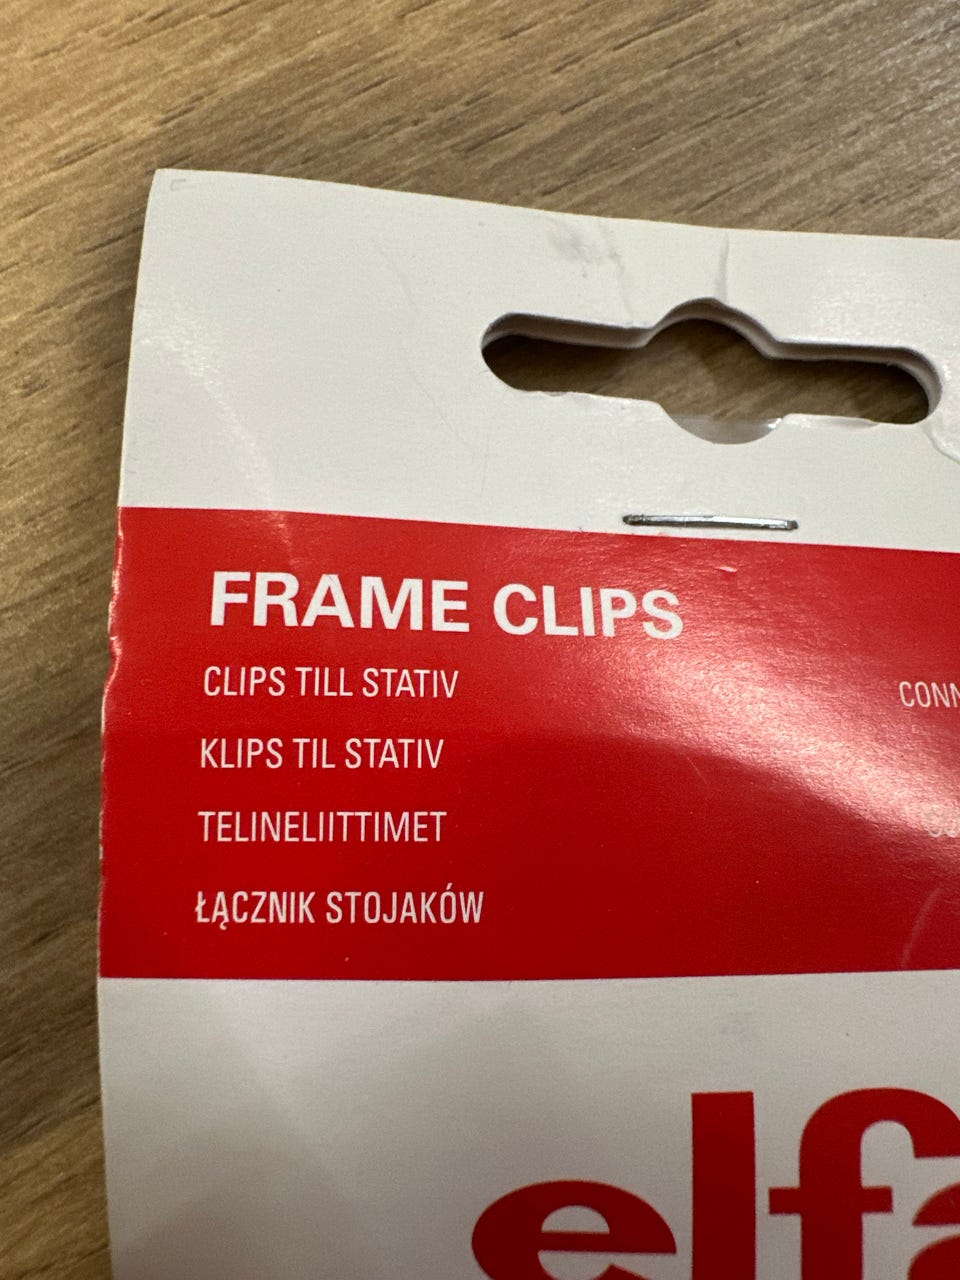 FRAME CLIPS
CLIPS TILL STATIV
KLIPS TIL STATIV
TELINELIITTIMET
ŁĄCZNIK STOJAKÓW